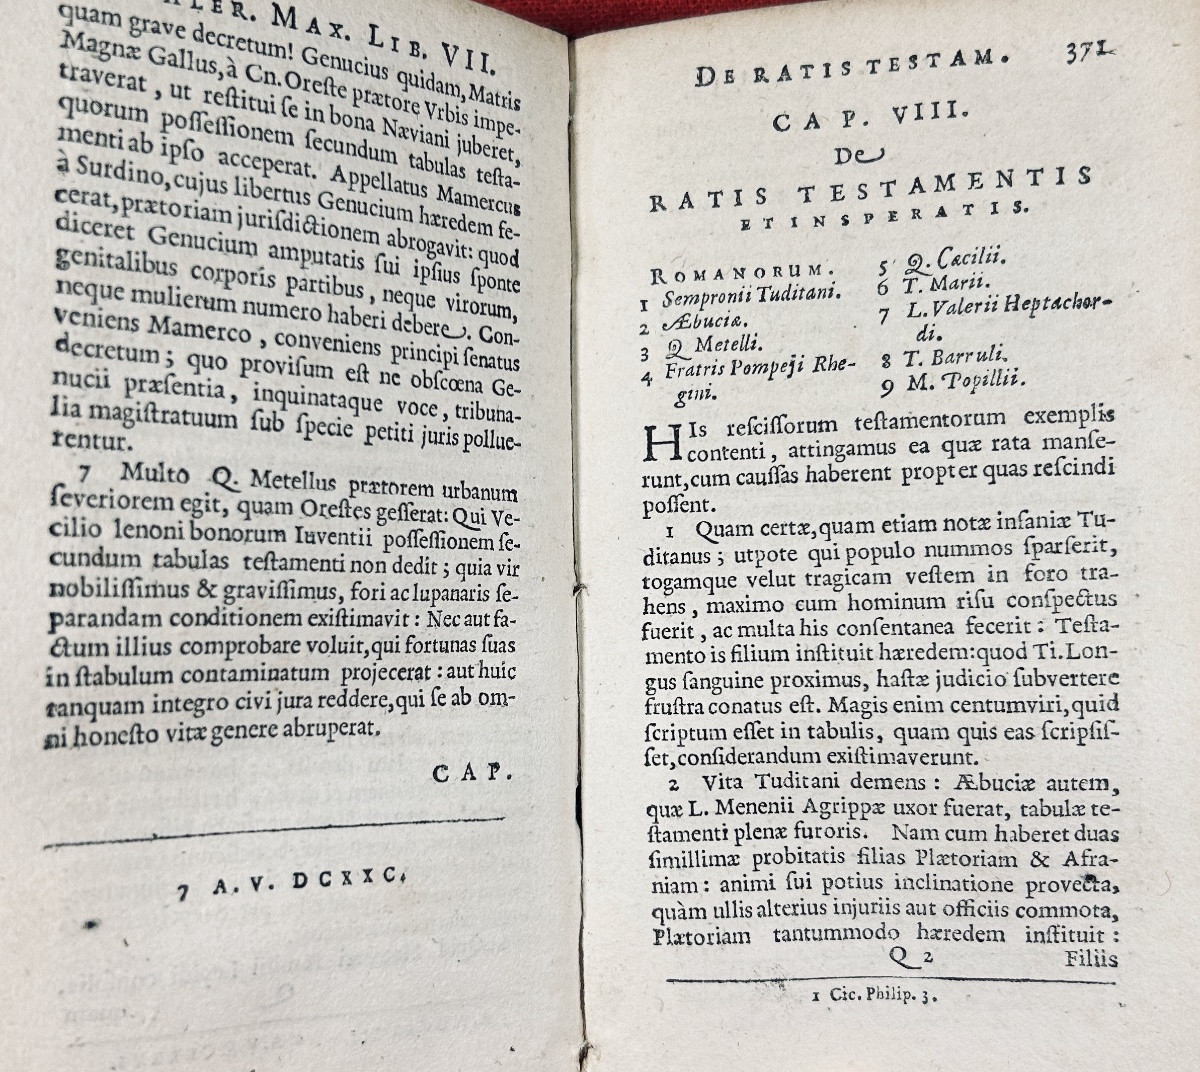 LER. MAX. LIB. VII.
quam grave decretum! Genucius quidam, Matris
Magnæ Gallus, à Cn. Oreſte prætore Vrbis impe-
traverat, ut reſtitui ſe in bona Næviani juberet,
quorum poſſeſſionem ſecundum tabulas teſta-
menti ab ipſo acceperat. Appellatus Mamercus
à Surdino, cujus libertus Genucium hæredem fe-
cerat, prætoriam juriſdictionem abrogavit: quod
diceret Genucium amputatis ſui ipſius ſponte
genitalibus corporis partibus, neque virorum,
neque mulierum numero haberi debere. Con-
veniens Mamerco, conveniens principi ſenatus
decretum; quo proviſum eſt ne obſcœna Ge-
nucii præſentia, inquinataque voce, tribuna-
lia magiſtratuum ſub ſpecie petiti juris pollue-
rentur.
7 Multo Q. Metellus prætorem urbanum
ſeveriorem egit, quam Oreſtes geſſerat: Qui Ve-
cilio lenoni bonorum Iuventii poſſeſſionem ſe-
cundum tabulas teſtamenti non dedit; quia vir
nobiliſſimus & graviſſimus, fori ac lupanaris ſe-
parandam conditionem exiſtimavit: Nec aut fa-
ctum illius comprobare voluit, qui fortunas ſuas
in ſtabulum contaminatum projecerat: aut huic
tanquam integro civi jura reddere, qui ſe ab om-
ni honeſto vitæ genere abruperat.
CAP.
7 A. V. DCXXC.
DE RATIS TESTAM. 371
CAP. VIII.
De
RATIS TESTAMENTIS
ET INSPERATIS.
ROMANORUM.
1 Sempronii Tuditani.
2 Æbuciæ.
3 Q Metelli.
4 Fratris Pompeji Rhe-
gini.
5 Q. Cæcilii.
6 T. Marii.
7 L. Valerii Heptachor-
di.
8 T. Barruli.
9 M. Popillii.
HIs reſciſſorum teſtamentorum exemplis
contenti, attingamus ea quæ rata manſe-
runt, cum cauſſas haberent propter quas reſcindi
poſſent.
1 Quam certæ, quam etiam notæ inſaniæ Tu-
ditanus; utpote qui populo nummos ſparſerit,
togamque velut tragicam veſtem in foro tra-
hens, maximo cum hominum riſu conſpectus
fuerit, ac multa his conſentanea fecerit: Teſta-
mento is filium inſtituit hæredem: quod Ti. Lon-
gus ſanguine proximus, haſtæ judicio ſubvertere
fruſtra conatus eſt. Magis enim centumviri, quid
ſcriptum eſſet in tabulis, quam quis eas ſcripſiſ-
ſet, conſiderandum exiſtimaverunt.
2 Vita Tuditani demens: Æbuciæ autem,
quæ L. Menenii Agrippæ uxor fuerat, tabulæ te-
ſtamenti plenæ furoris. Nam cum haberet duas
ſimillimæ probitatis filias Plætoriam & Afra-
niam: animi ſui potius inclinatione provecta,
quàm ullis alterius injuriis aut officiis commota,
Plætoriam tantummodo hæredem inſtituit:
Q 2 Filiis
1 Cic. Philip. 3.